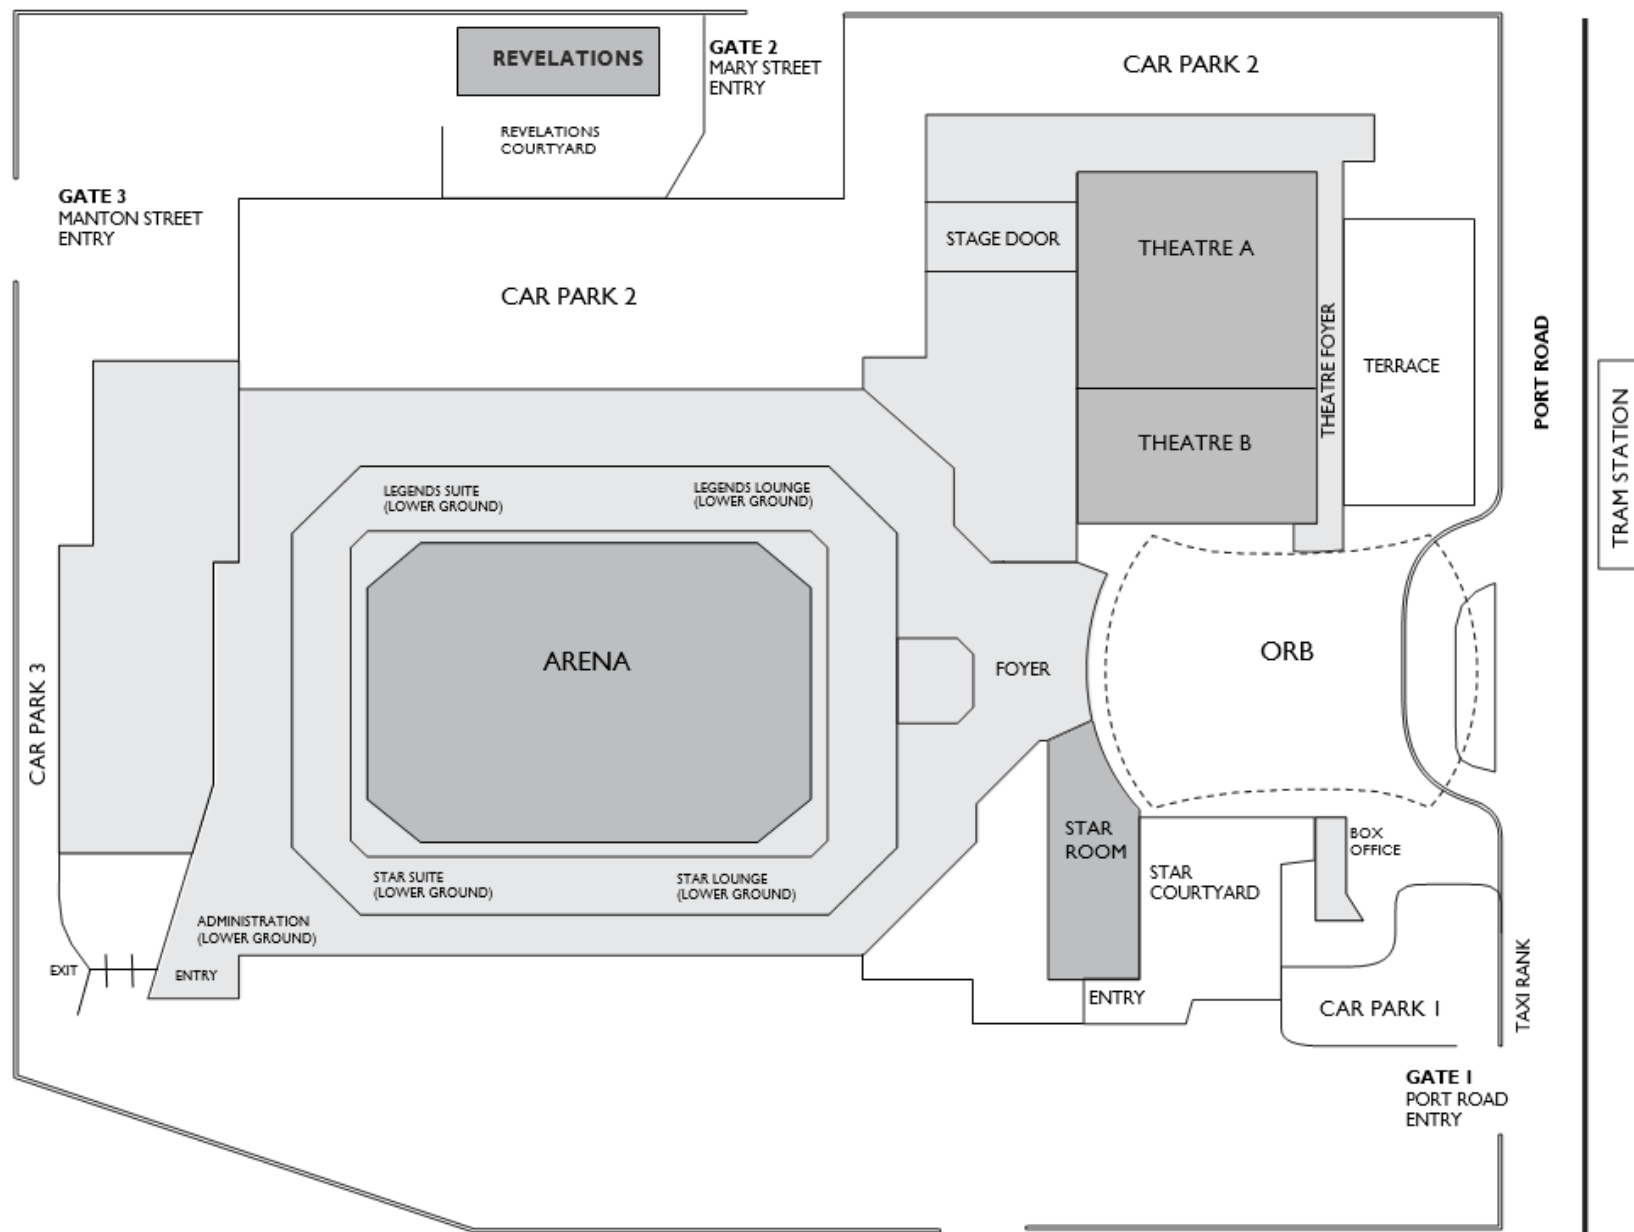 REVELATIONS
GATE 2
MARY STREET
ENTRY
CAR PARK 2
REVELATIONS
COURTYARD
GATE 3
MANTON STREET
ENTRY
STAGE DOOR
THEATRE A
CAR PARK 2
THEATRE FOYER
TERRACE
PORT ROAD
TRAM STATION
THEATRE B
LEGENDS SUITE
(LOWER GROUND)
LEGENDS LOUNGE
(LOWER GROUND)
ARENA
FOYER
ORB
CAR PARK 3
STAR
ROOM
BOX
OFFICE
STAR SUITE
(LOWER GROUND)
STAR LOUNGE
(LOWER GROUND)
STAR
COURTYARD
ADMINISTRATION
(LOWER GROUND)
EXIT
ENTRY
ENTRY
CAR PARK 1
TAXI RANK
GATE 1
PORT ROAD
ENTRY